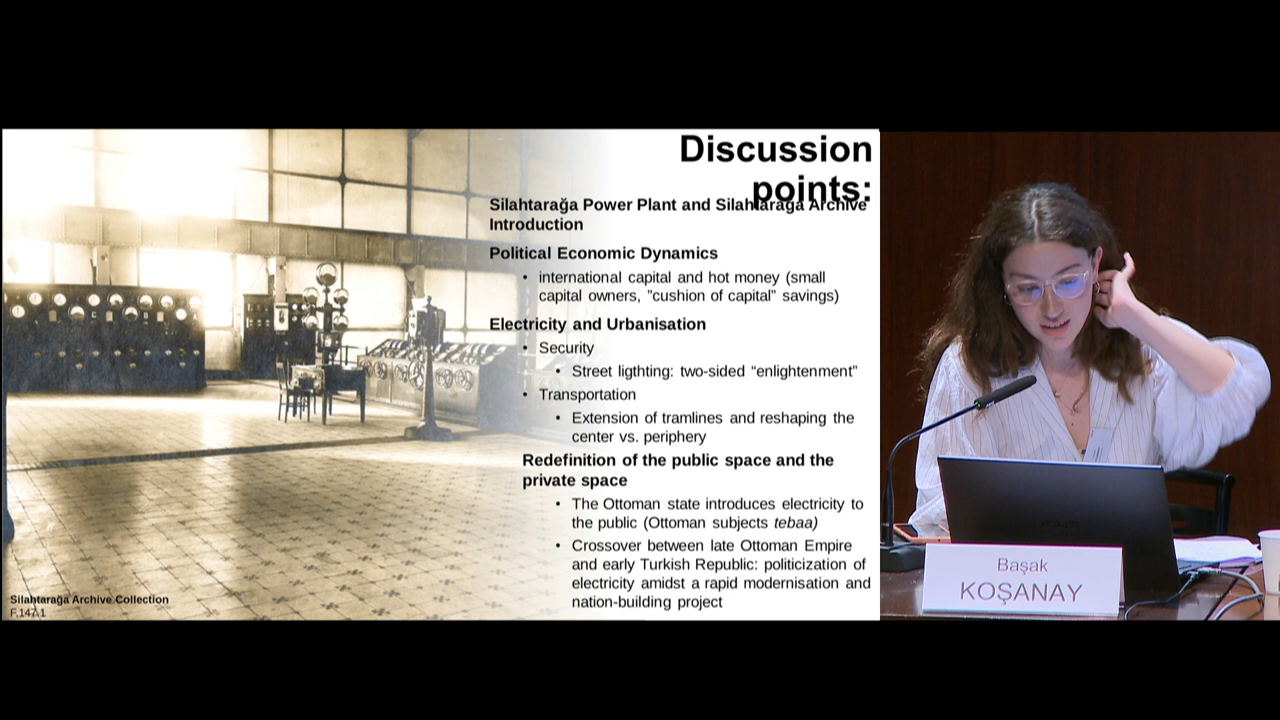 Discussion
points:
Silahtarağa Power Plant and Silahtarağa Archive
Introduction
Political Economic Dynamics
• international capital and hot money (small
capital owners, "cushion of capital” savings)
Electricity and Urbanisation
• Security
• Street ligthting: two-sided “enlightenment”
• Transportation
• Extension of tramlines and reshaping the
center vs. periphery
Redefinition of the public space and the
private space
• The Ottoman state introduces electricity to
the public (Ottoman subjects tebaa)
• Crossover between late Ottoman Empire
and early Turkish Republic: politicization of
electricity amidst a rapid modernisation and
nation-building project
Silahtarağa Archive Collection
Başak
KOŞANAY